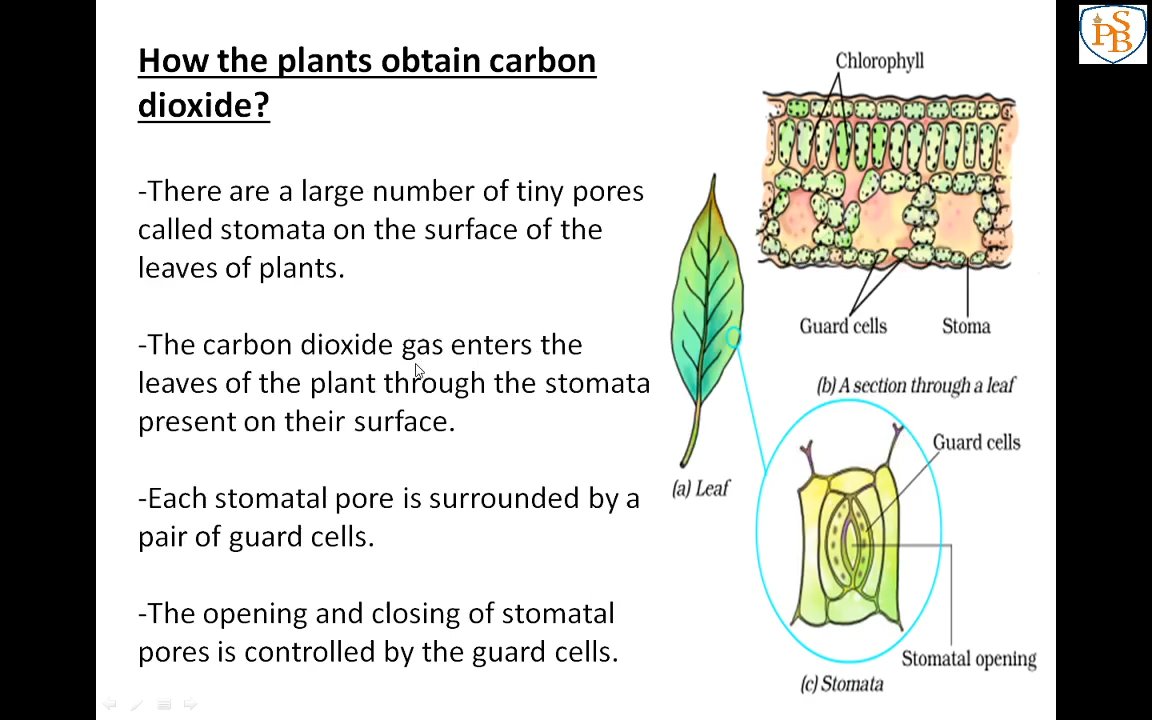 How the plants obtain carbon
dioxide?
-There are a large number of tiny pores
called stomata on the surface of the
leaves of plants.
-The carbon dioxide gas enters the
leaves of the plant through the stomata
present on their surface.
-Each stomatal pore is surrounded by a
pair of guard cells.
-The opening and closing of stomatal
pores is controlled by the guard cells.
Chlorophyll
Guard cells
Stoma
(b) A section through a leaf
(a) Leaf
Guard cells
Stomatal opening
(c) Stomata
PSB